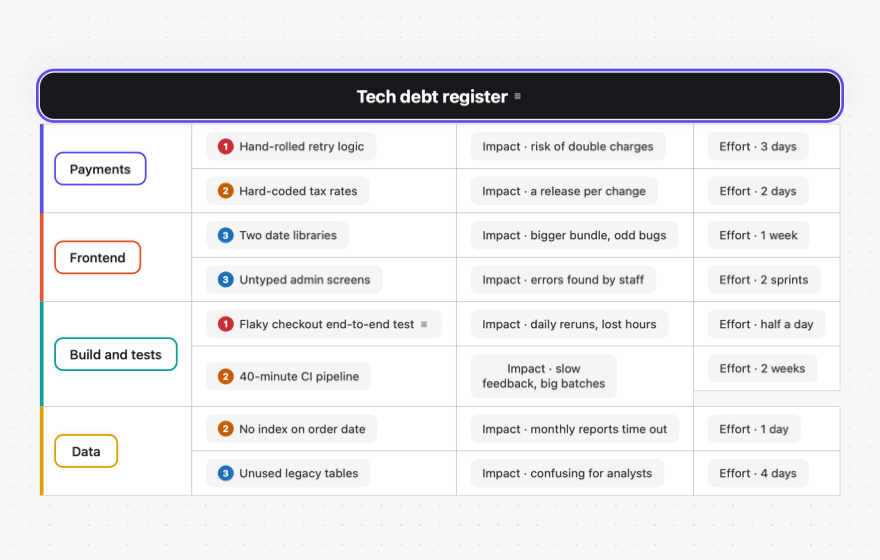 Tech debt register
Payments
1 Hand-rolled retry logic
Impact · risk of double charges
Effort · 3 days
2 Hard-coded tax rates
Impact · a release per change
Effort · 2 days
Frontend
3 Two date libraries
Impact · bigger bundle, odd bugs
Effort · 1 week
3 Untyped admin screens
Impact · errors found by staff
Effort · 2 sprints
Build and tests
1 Flaky checkout end-to-end test
Impact · daily reruns, lost hours
Effort · half a day
2 40-minute CI pipeline
Impact · slow
feedback, big batches
Effort · 2 weeks
Data
2 No index on order date
Impact · monthly reports time out
Effort · 1 day
3 Unused legacy tables
Impact · confusing for analysts
Effort · 4 days